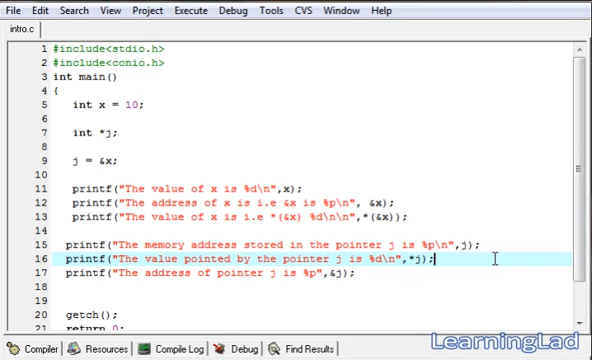 File Edit Search View Project Execute Debug Tools CVS Window Help
intro.c
1 #include<stdio.h>
2 #include<conio.h>
3 int main()
4 {
5 int x = 10;
6
7 int *j;
8
9 j = &x;
10
11 printf("The value of x is %d\n",x);
12 printf("The address of x is i.e &x is %p\n", &x);
13 printf("The value of x is i.e *(&x) %d\n\n",*(&x));
14
15 printf("The memory address stored in the pointer j is %p\n",j);
16 printf("The value pointed by the pointer j is %d\n",*j);
17 printf("The address of pointer j is %p",&j);
18
19
20 getch();
21 return 0;
LearningLad
Compiler Resources Compile Log Debug Find Results